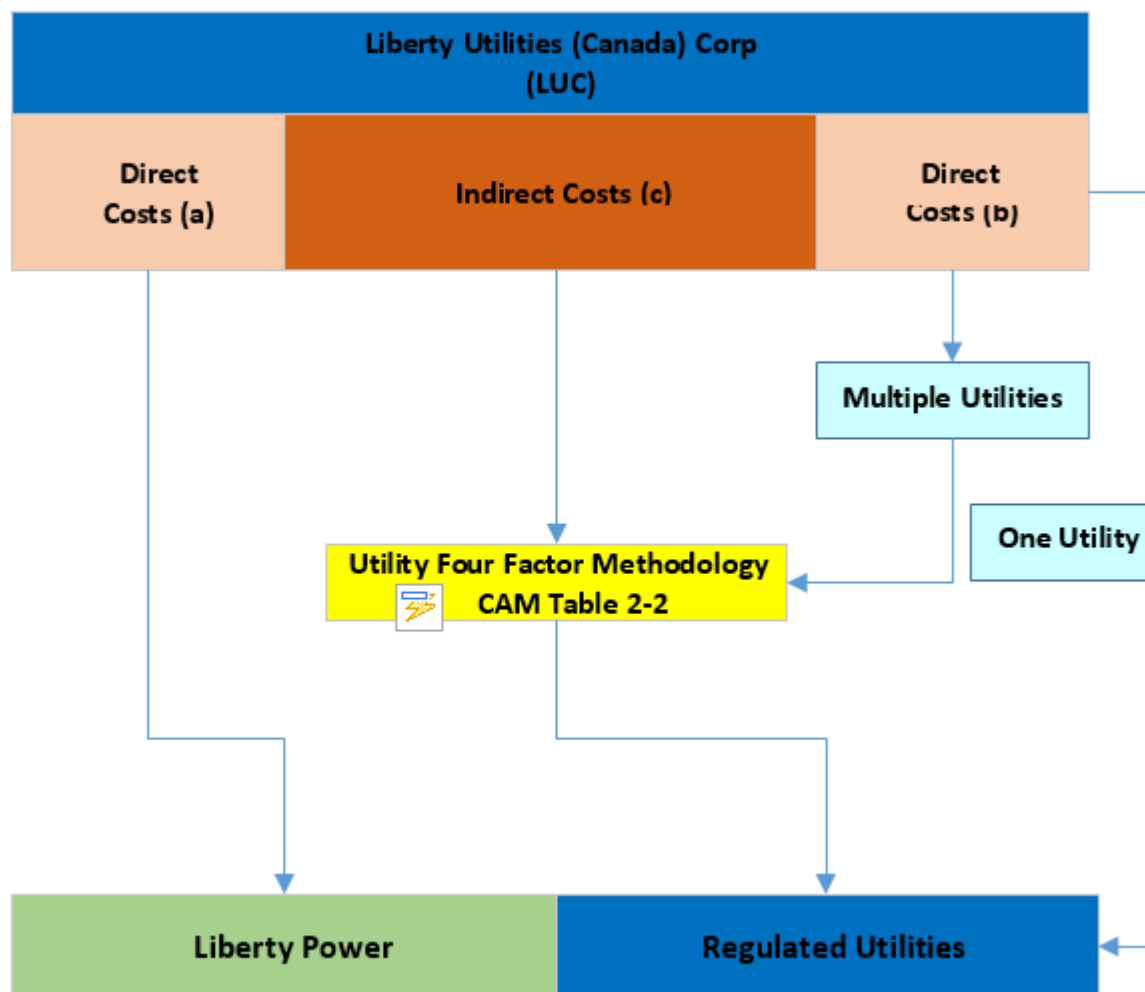 Liberty Utilities (Canada) Corp
(LUC)
Direct
Costs (a)
Indirect Costs (c)
Direct
Costs (b)
Multiple Utilities
One Utility
Utility Four Factor Methodology
CAM Table 2-2
Liberty Power
Regulated Utilities